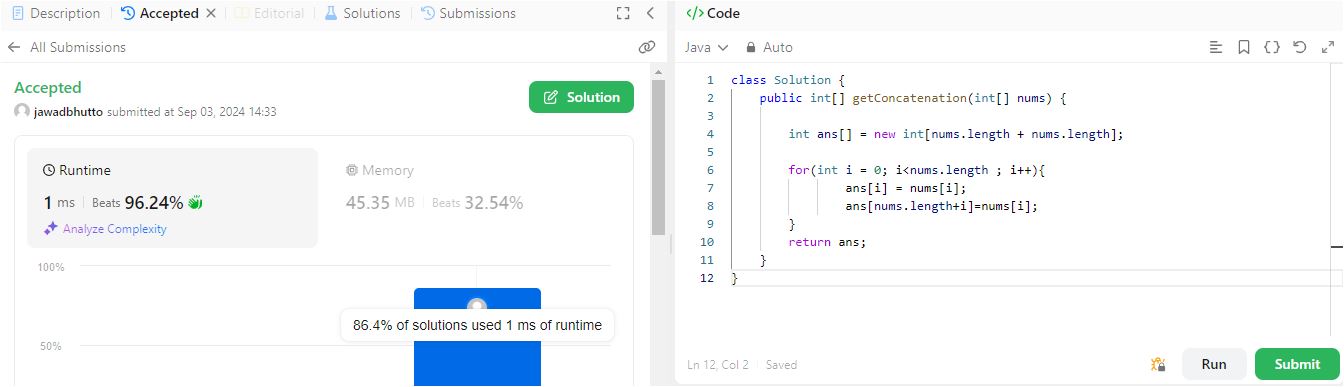 Description
Accepted
Editorial
Solutions
Submissions
All Submissions
Accepted
jawadbhutto submitted at Sep 03, 2024 14:33
Solution
Runtime
1 ms Beats 96.24%
Analyze Complexity
Memory
45.35 MB Beats 32.54%
100%
86.4% of solutions used 1 ms of runtime
50%
</> Code
Java
Auto
1 class Solution {
2 public int[] getConcatenation(int[] nums) {
3
4 int ans[] = new int[nums.length + nums.length];
5
6 for(int i = 0; i<nums.length ; i++){
7 ans[i] = nums[i];
8 ans[nums.length+i]=nums[i];
9 }
10 return ans;
11 }
12 }
Ln 12, Col 2 Saved
Run
Submit